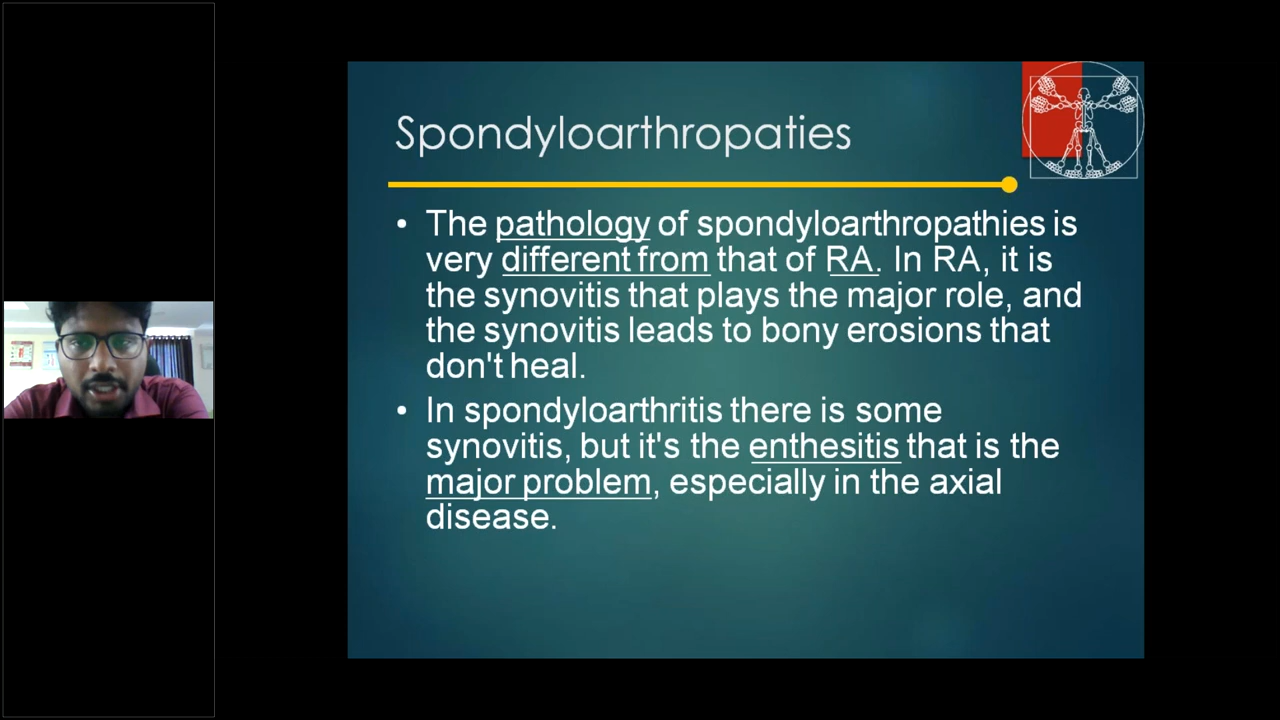 Spondyloarthropaties
• The pathology of spondyloarthropathies is
very different from that of RA. In RA, it is
the synovitis that plays the major role, and
the synovitis leads to bony erosions that
don't heal.
• In spondyloarthritis there is some
synovitis, but it's the enthesitis that is the
major problem, especially in the axial
disease.